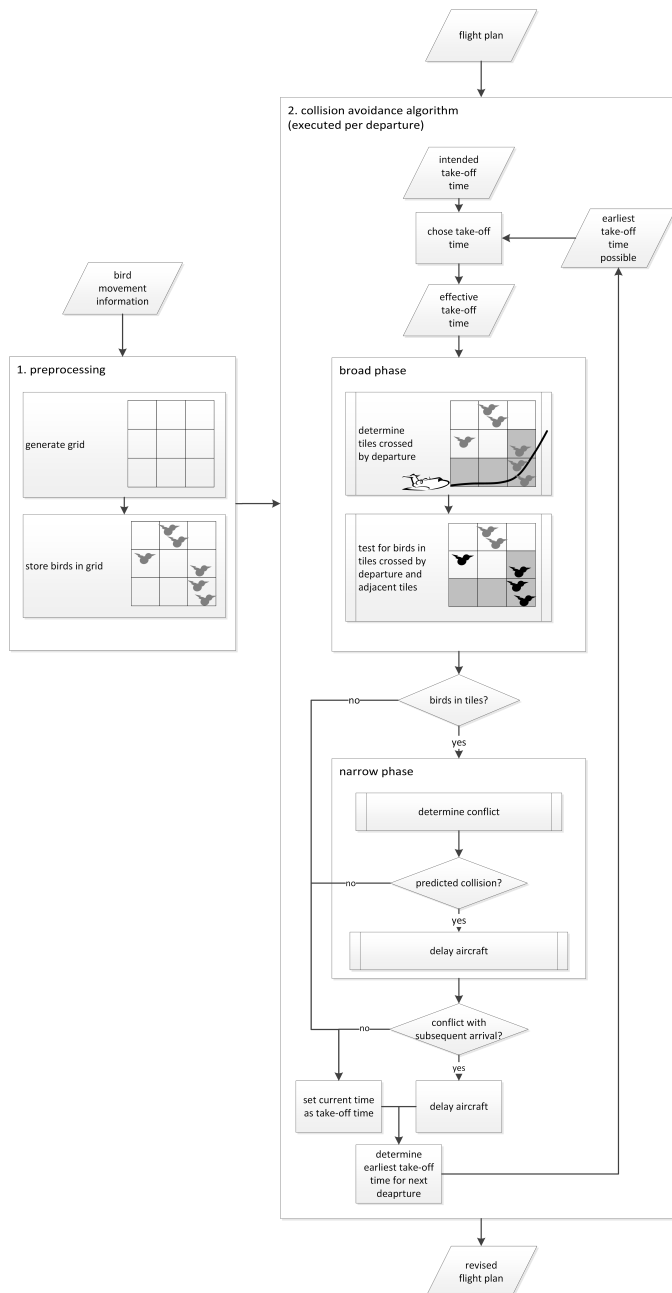 flight plan
2. collision avoidance algorithm
(executed per departure)
intended
take-off
time
earliest
take-off
time
possible
chose take-off
time
effective
take-off
time
bird
movement
information
1. preprocessing
generate grid
store birds in grid
broad phase
determine
tiles crossed
by departure
test for birds in
tiles crossed by
departure and
adjacent tiles
birds in tiles?
no
yes
narrow phase
determine conflict
predicted collision?
no
yes
delay aircraft
conflict with
subsequent arrival?
no
yes
set current time
as take-off time
delay aircraft
determine
earliest take-off
time for next
deaprture
revised
flight plan